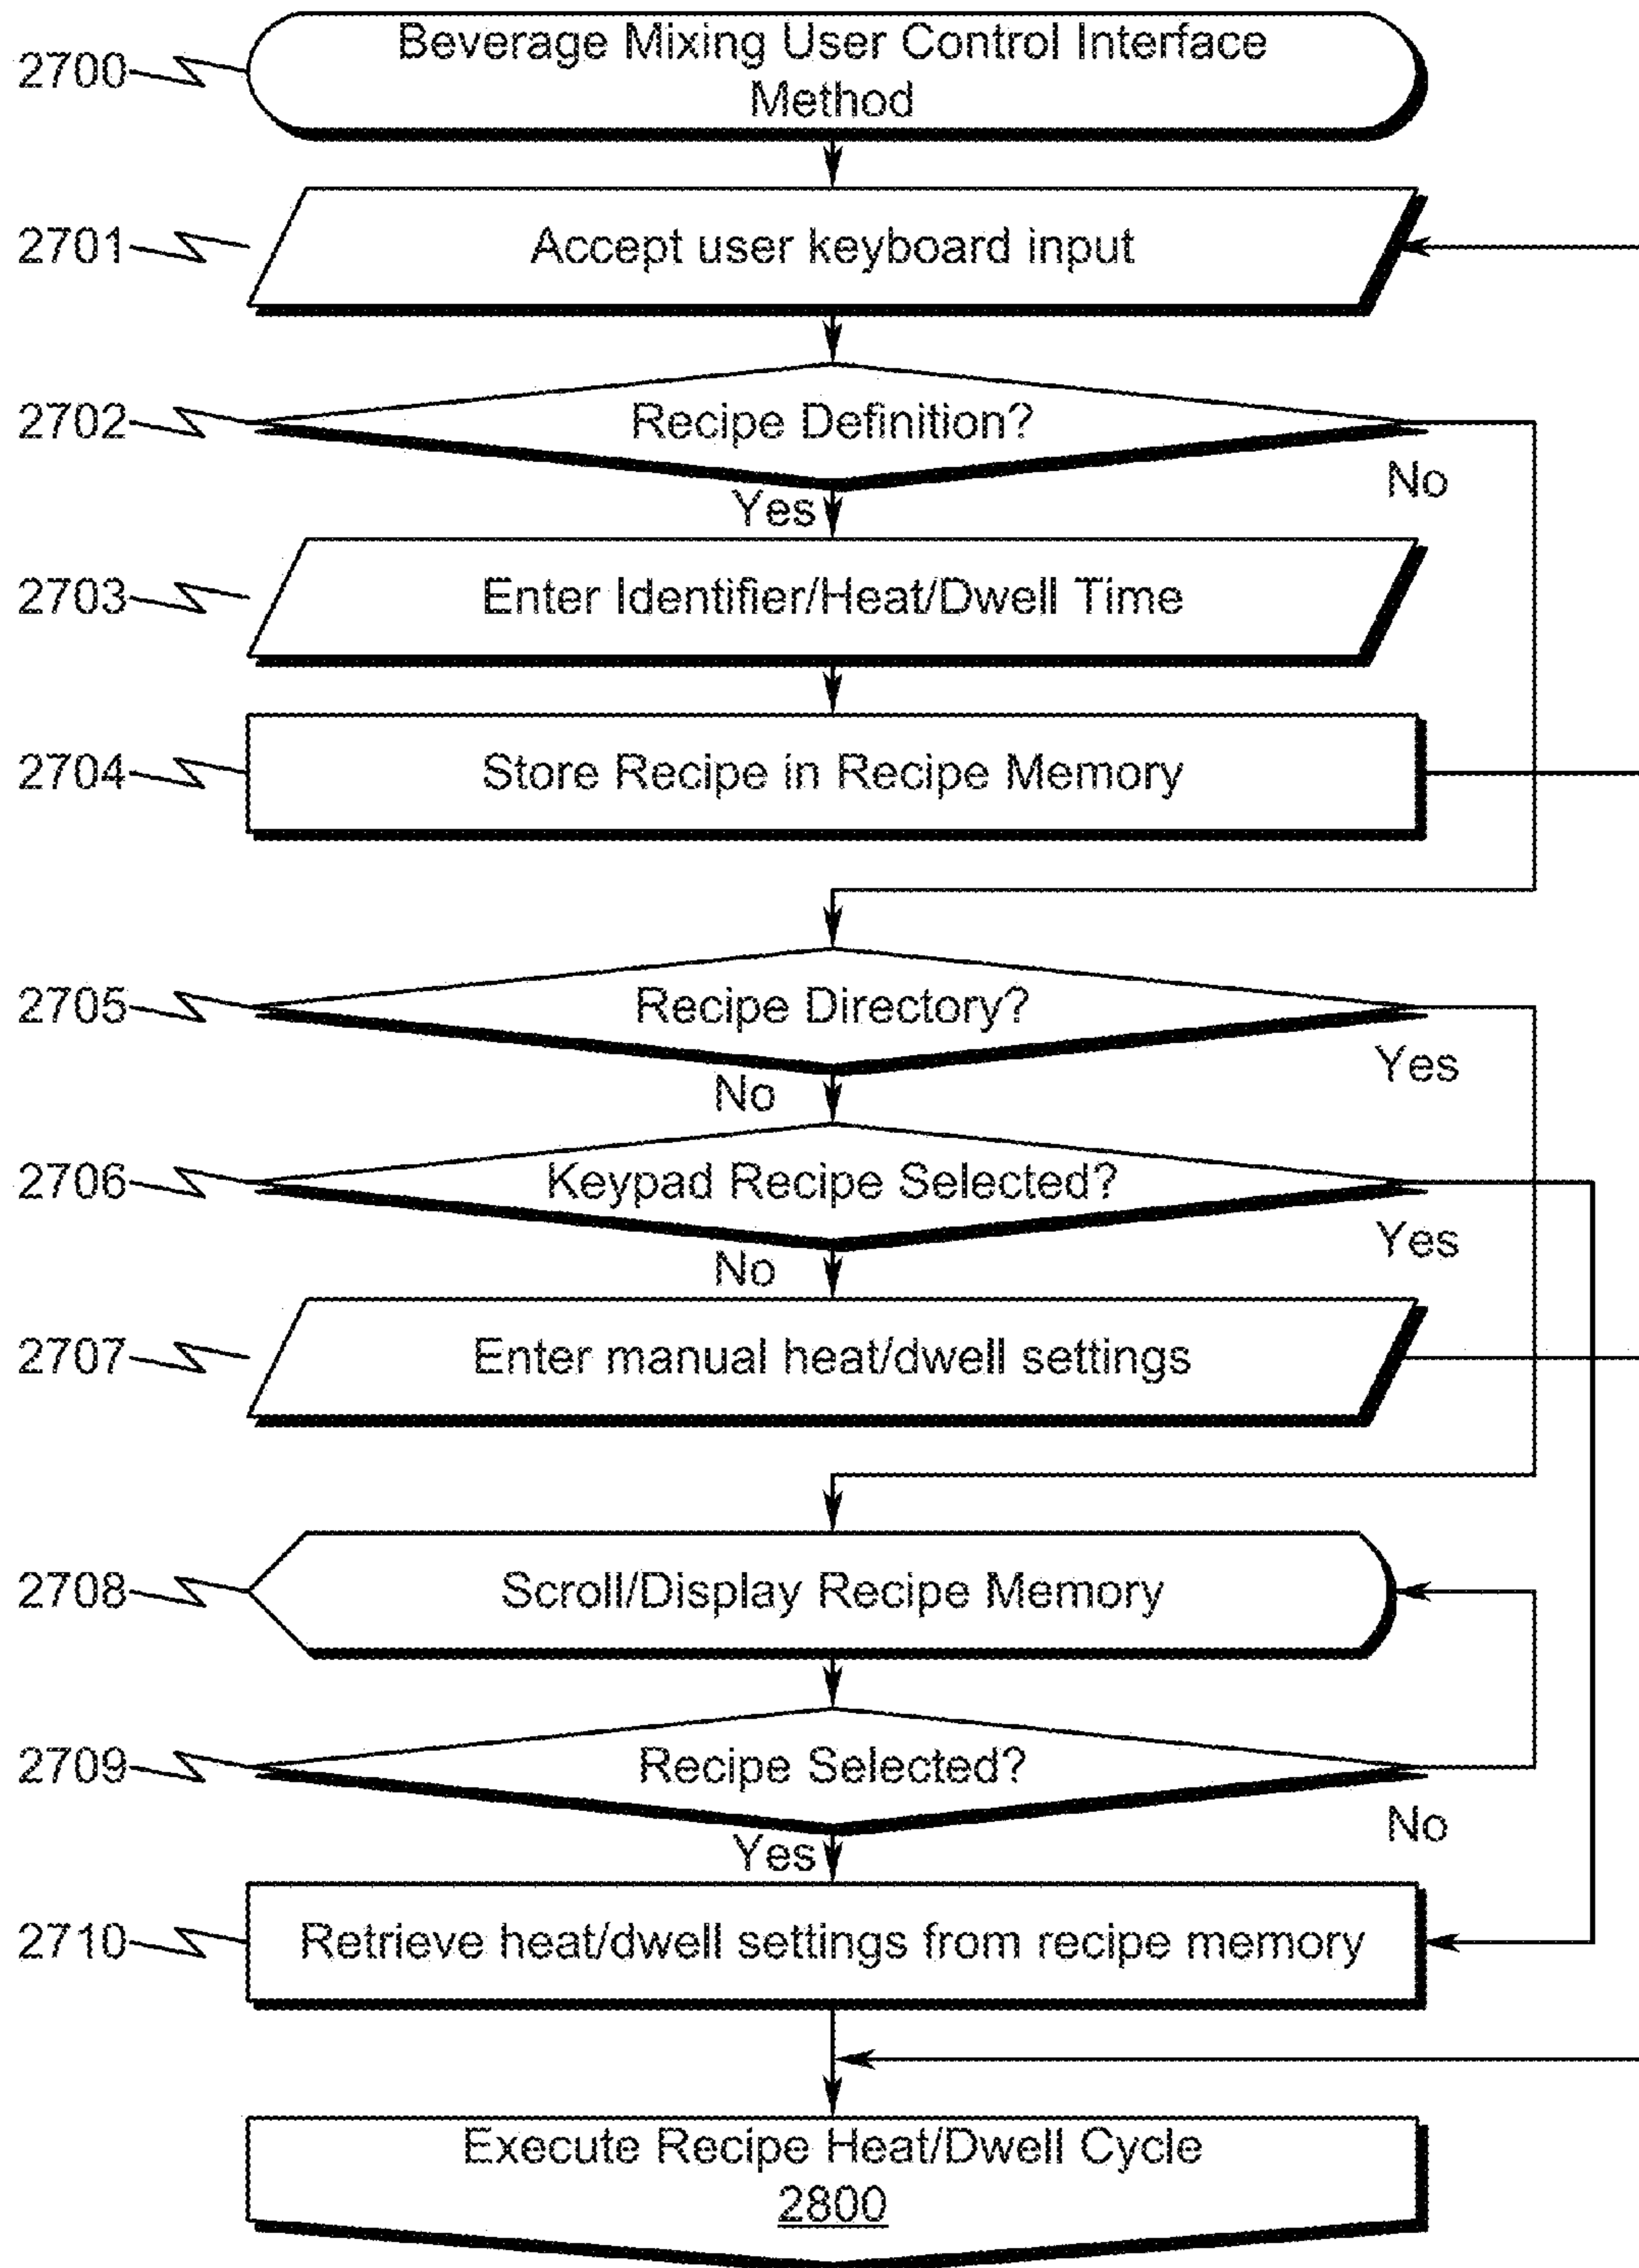 2700
Beverage Mixing User Control Interface
Method
2701
Accept user keyboard input
2702
Recipe Definition?
No
Yes
2703
Enter Identifier/Heat/Dwell Time
2704
Store Recipe in Recipe Memory
2705
Recipe Directory?
Yes
No
2706
Keypad Recipe Selected?
Yes
No
2707
Enter manual heat/dwell settings
2708
Scroll/Display Recipe Memory
2709
Recipe Selected?
No
Yes
2710
Retrieve heat/dwell settings from recipe memory
Execute Recipe Heat/Dwell Cycle
2800